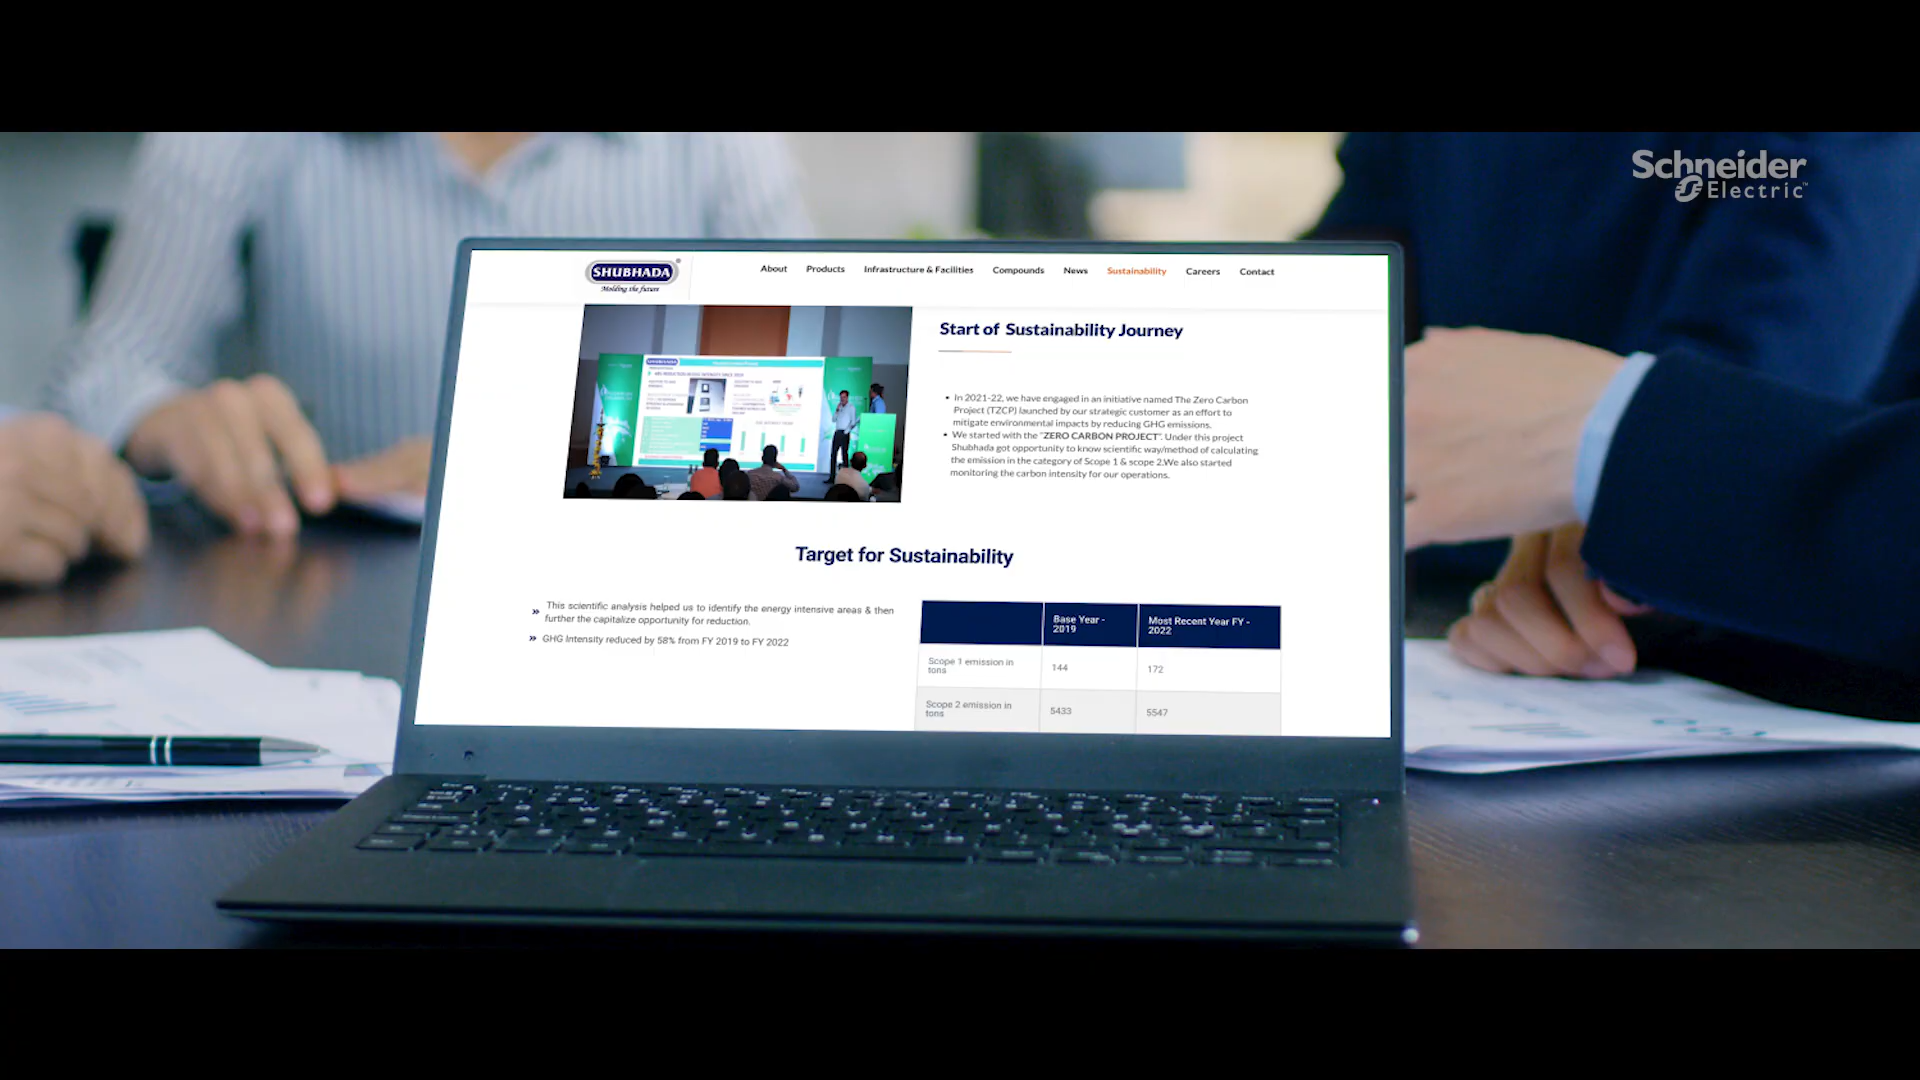 Schneider
Electric™
SHUBHADA®
Molding the future
About Products Infrastructure & Facilities Compounds News Sustainability Careers Contact
Start of Sustainability Journey
• In 2021-22, we have engaged in an initiative named The Zero Carbon
Project (TZCP) launched by our strategic customer as an effort to
mitigate environmental impacts by reducing GHG emissions.
• We started with the "ZERO CARBON PROJECT". Under this project
Shubhada got opportunity to know scientific way/method of calculating
the emission in the category of Scope 1 & scope 2.We also started
monitoring the carbon intensity for our operations.
Target for Sustainability
» This scientific analysis helped us to identify the energy intensive areas & then
further the capitalize opportunity for reduction.
» GHG Intensity reduced by 58% from FY 2019 to FY 2022
Base Year -
2019
Most Recent Year FY -
2022
Scope 1 emission in
tons
144
172
Scope 2 emission in
tons
5433
5547